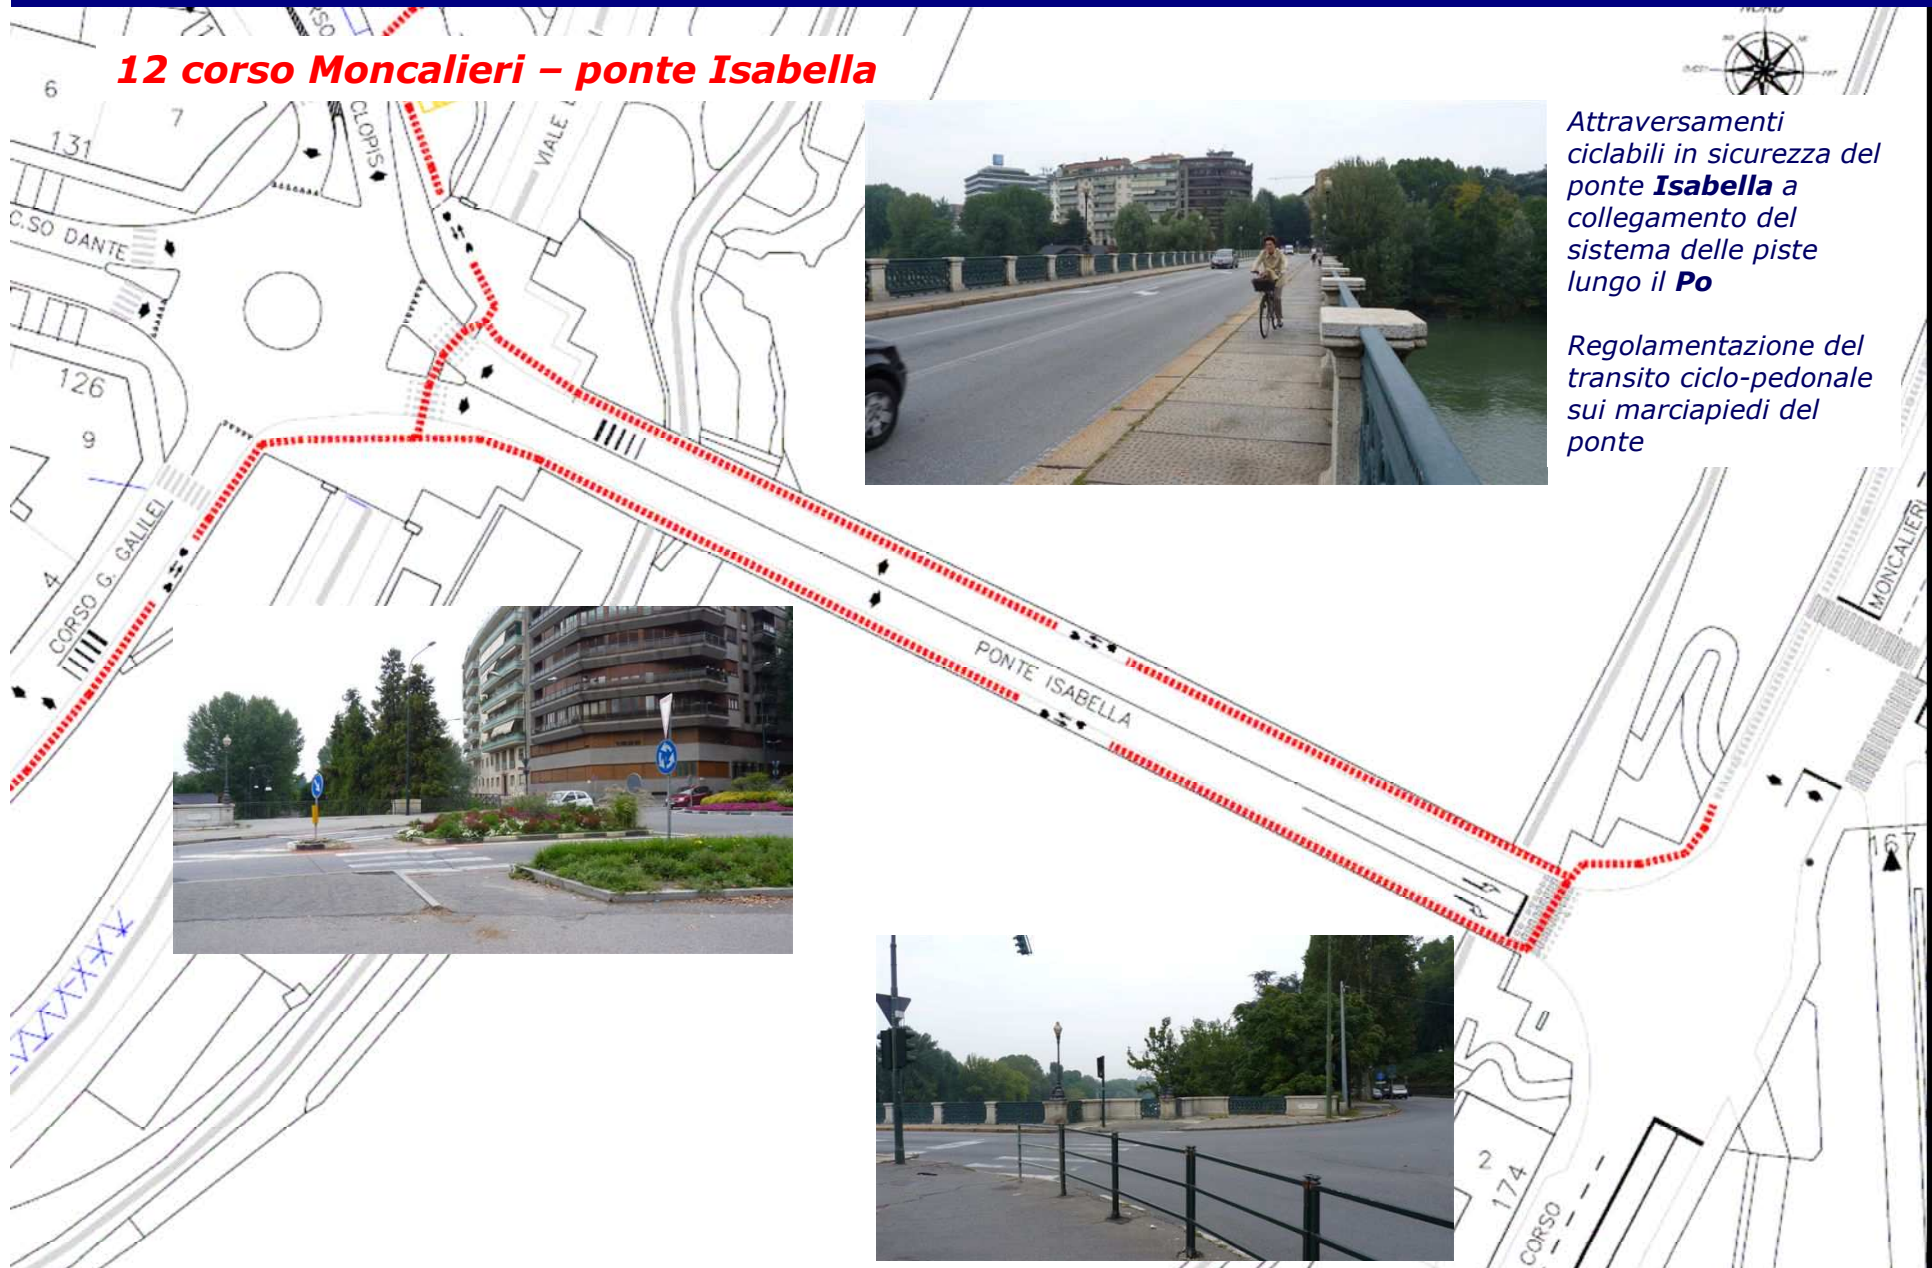 12 corso Moncalieri – ponte Isabella
Attraversamenti
ciclabili in sicurezza del
ponte Isabella a
collegamento del
sistema delle piste
lungo il Po
Regolamentazione del
transito ciclo-pedonale
sui marciapiedi del
ponte
6
7
131
CLOPIS
VIALE
C.SO DANTE
126
9
4
CORSO G. GALILEI
PONTE ISABELLA
MONCALIERI
167
2
174
CORSO